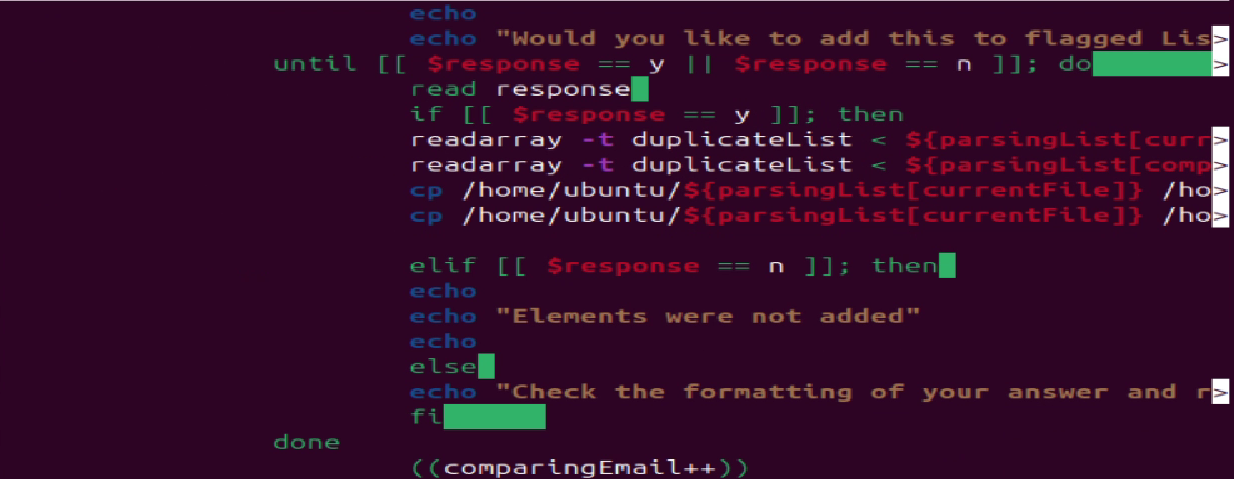 echo
echo "Would you like to add this to flagged Lis>
until [[ $response == y || $response == n ]]; do >
read response
if [[ $response == y ]]; then
readarray -t duplicateList < ${parsingList[curr>
readarray -t duplicateList < ${parsingList[comp>
cp /home/ubuntu/${parsingList[currentFile]} /ho>
cp /home/ubuntu/${parsingList[currentFile]} /ho>
elif [[ $response == n ]]; then
echo
echo "Elements were not added"
echo
else
echo "Check the formatting of your answer and r>
fi
done
((comparingEmail++))